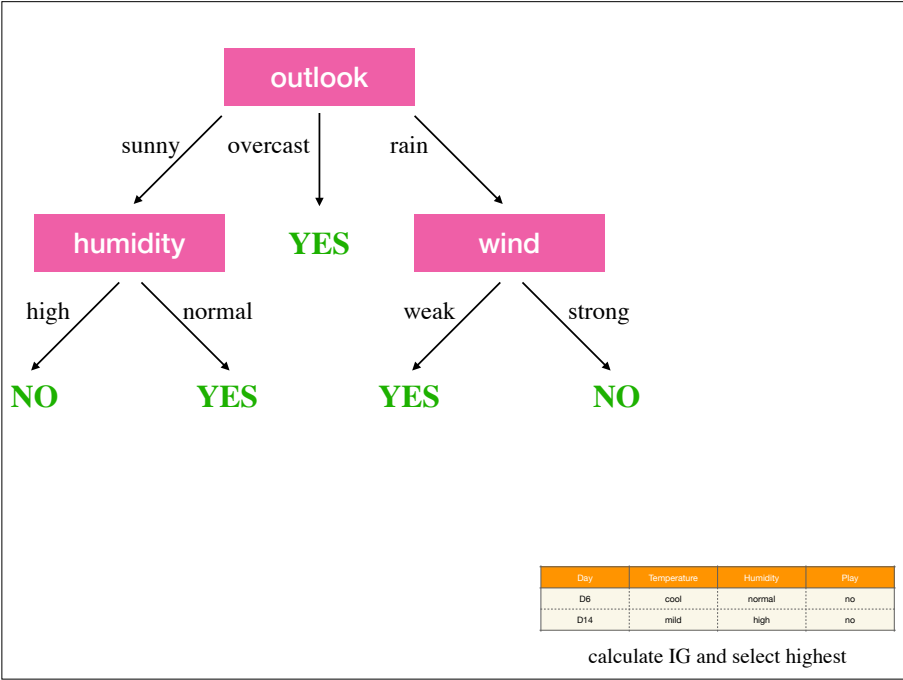 outlook
sunny overcast rain
humidity YES wind
high normal weak strong
NO YES YES NO
Day Temperature Humidity Play
D6 cool normal no
D14 mild high no
calculate IG and select highest